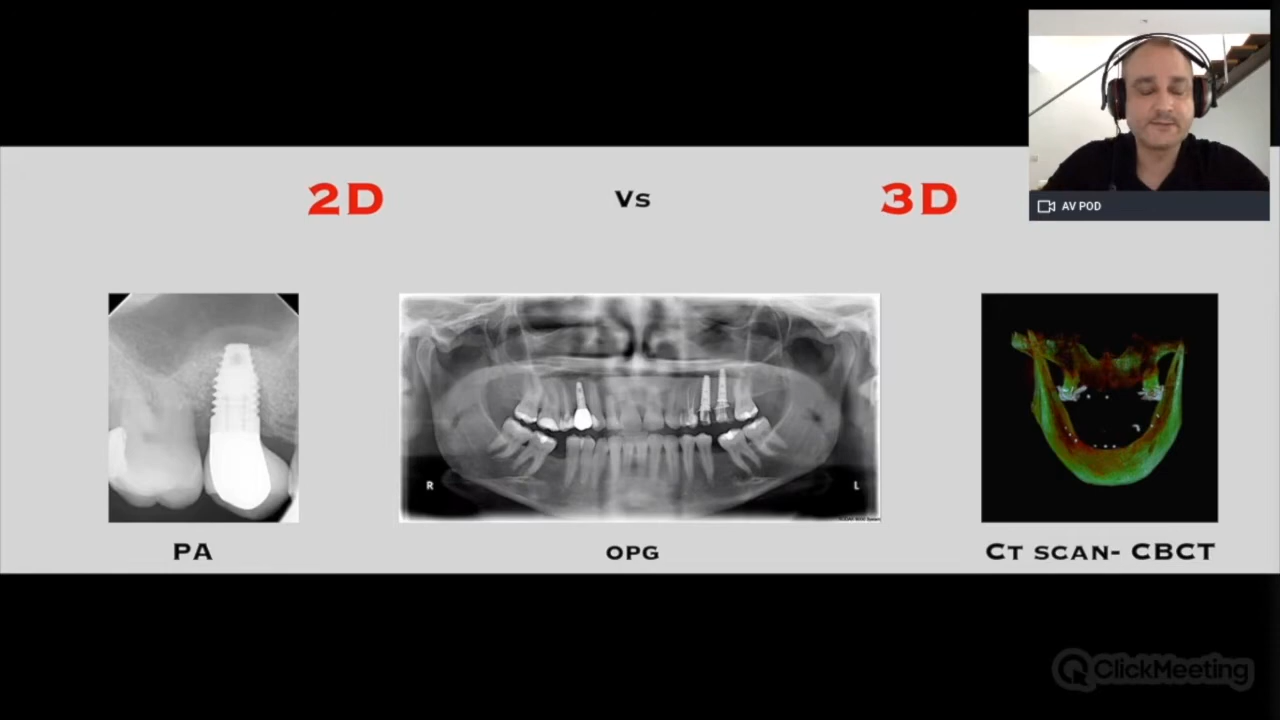 AV POD
2D Vs 3D
R L
PA OPG CT SCAN- CBCT
ClickMeeting